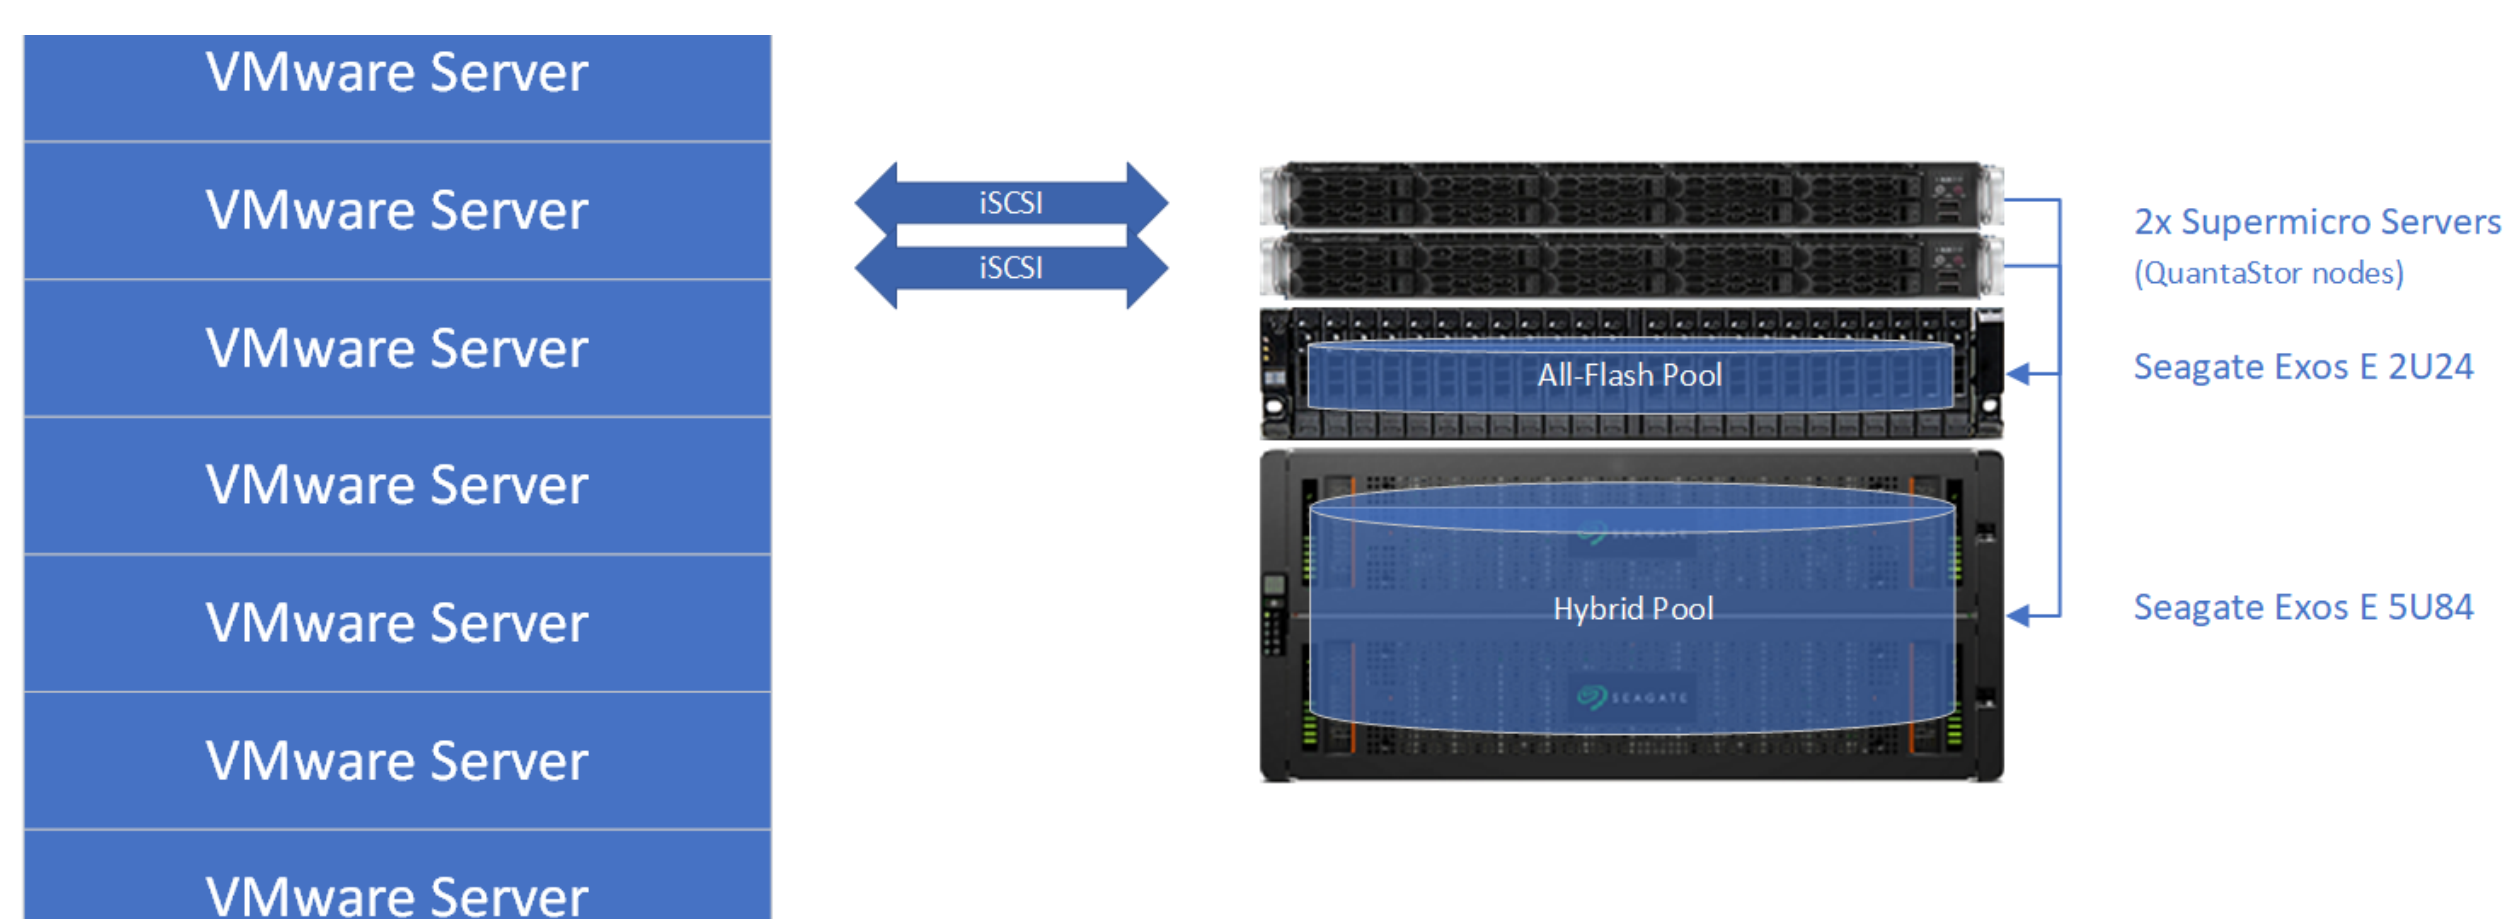 VMware Server
VMware Server
VMware Server
VMware Server
VMware Server
VMware Server
VMware Server
iSCSI
iSCSI
All-Flash Pool
SEAGATE
Hybrid Pool
SEAGATE
2x Supermicro Servers
(QuantaStor nodes)
Seagate Exos E 2U24
Seagate Exos E 5U84